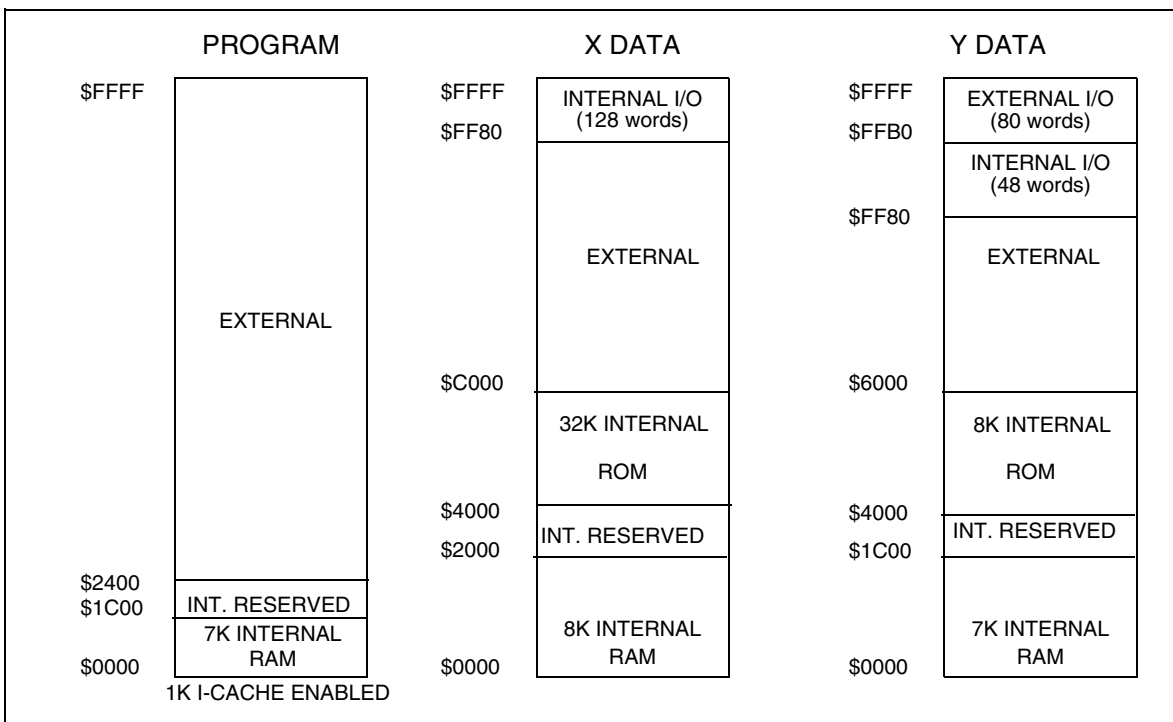 PROGRAM
$FFFF
EXTERNAL
$2400
$1C00
INT. RESERVED
7K INTERNAL
RAM
$0000
1K I-CACHE ENABLED
X DATA
$FFFF
INTERNAL I/O
(128 words)
$FF80
EXTERNAL
$C000
32K INTERNAL
ROM
$4000
INT. RESERVED
$2000
8K INTERNAL
RAM
$0000
Y DATA
$FFFF
EXTERNAL I/O
(80 words)
$FFB0
INTERNAL I/O
(48 words)
$FF80
EXTERNAL
$6000
8K INTERNAL
ROM
$4000
INT. RESERVED
$1C00
7K INTERNAL
RAM
$0000